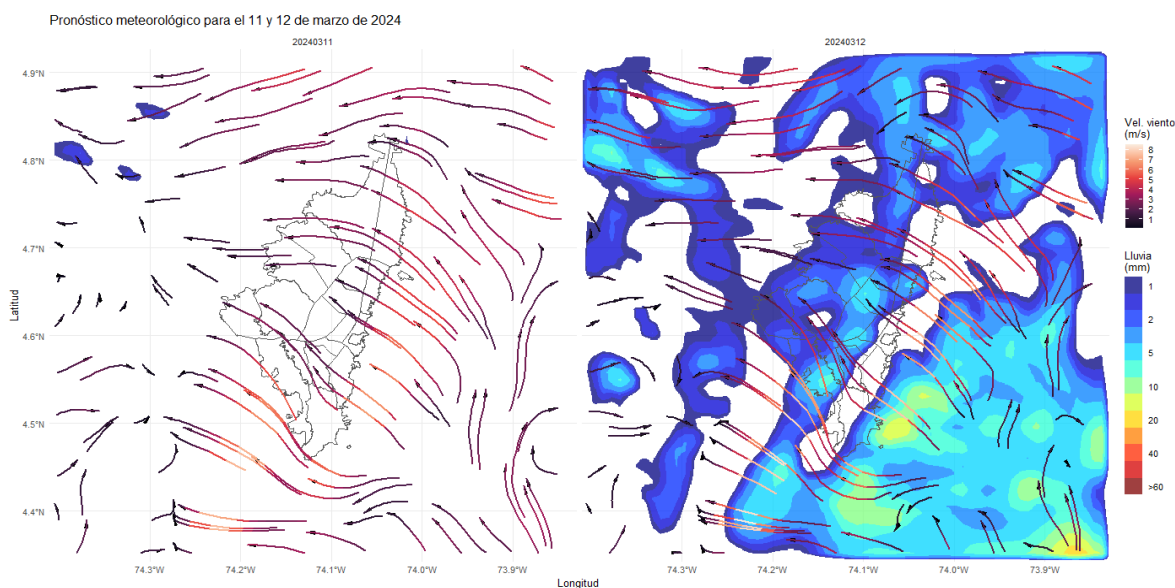 Pronóstico meteorológico para el 11 y 12 de marzo de 2024
20240311
20240312
4.9°N
4.8°N
4.7°N
4.6°N
4.5°N
4.4°N
Latitud
74.3°W 74.2°W 74.1°W 74.0°W 73.9°W
74.3°W 74.2°W 74.1°W 74.0°W 73.9°W
Longitud
Vel. viento
(m/s)
8
7
6
5
4
3
2
1
Lluvia
(mm)
1
2
5
10
20
40
>60